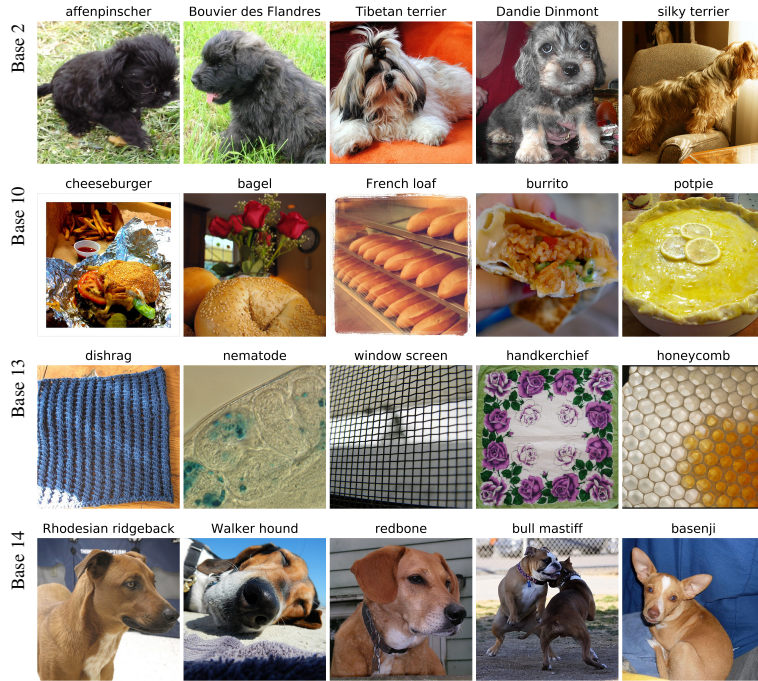 Base 2
affenpinscher
Bouvier des Flandres
Tibetan terrier
Dandie Dinmont
silky terrier
Base 10
cheeseburger
bagel
French loaf
burrito
potpie
Base 13
dishrag
nematode
window screen
handkerchief
honeycomb
Base 14
Rhodesian ridgeback
Walker hound
redbone
bull mastiff
basenji